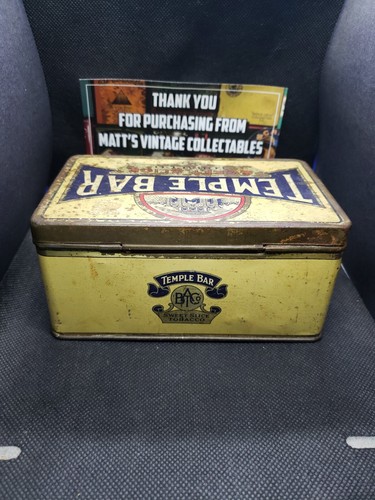 THANK YOU
FOR PURCHASING FROM
MATT'S VINTAGE COLLECTABLES
TEMPLE BAR
TEMPLE BAR
SWEET SLICE
TOBACCO